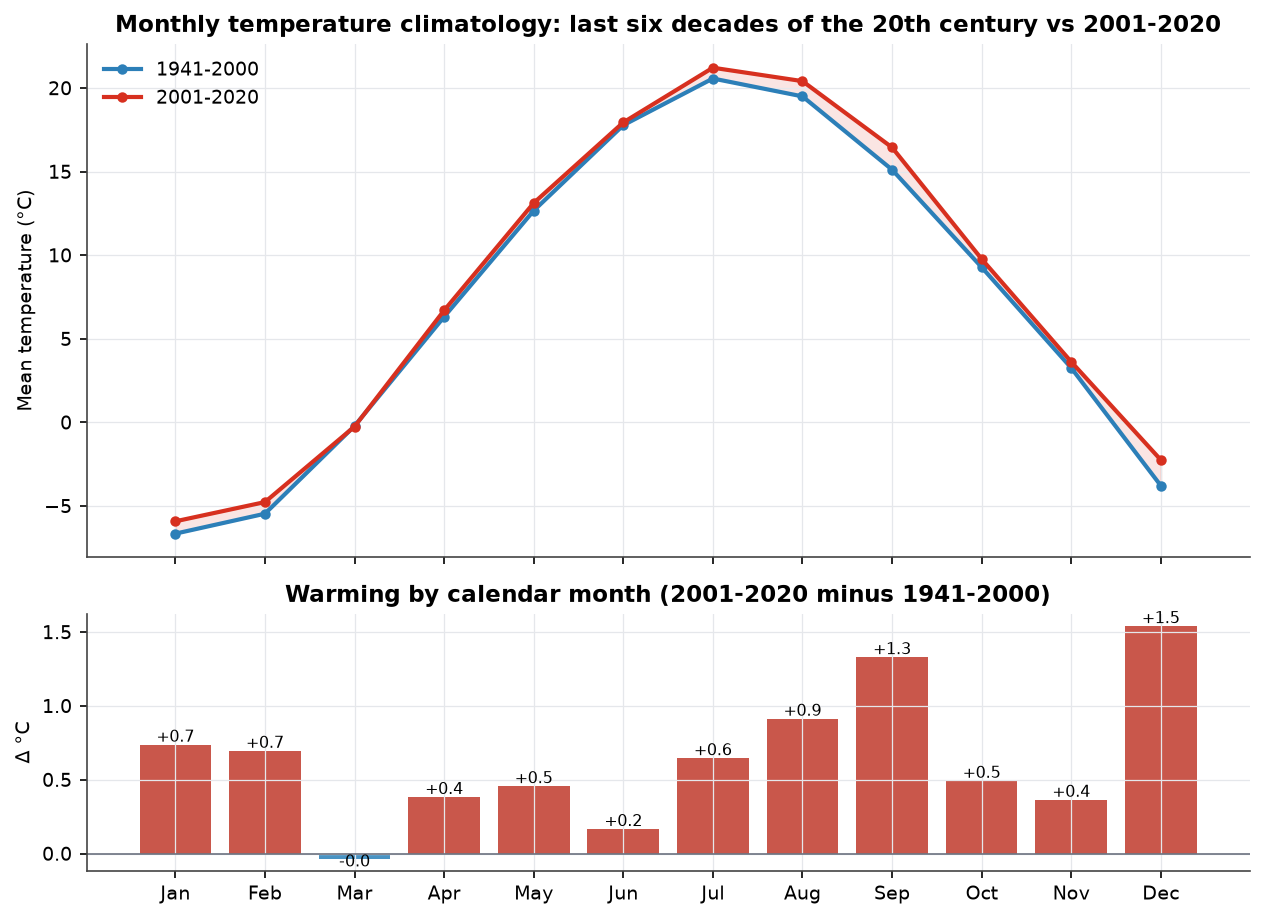 Monthly temperature climatology: last six decades of the 20th century vs 2001-2020
1941-2000
2001-2020
Mean temperature (°C)
20
15
10
5
0
−5
Warming by calendar month (2001-2020 minus 1941-2000)
Δ °C
1.5
1.0
0.5
0.0
+0.7
+0.7
-0.0
+0.4
+0.5
+0.2
+0.6
+0.9
+1.3
+0.5
+0.4
+1.5
Jan
Feb
Mar
Apr
May
Jun
Jul
Aug
Sep
Oct
Nov
Dec